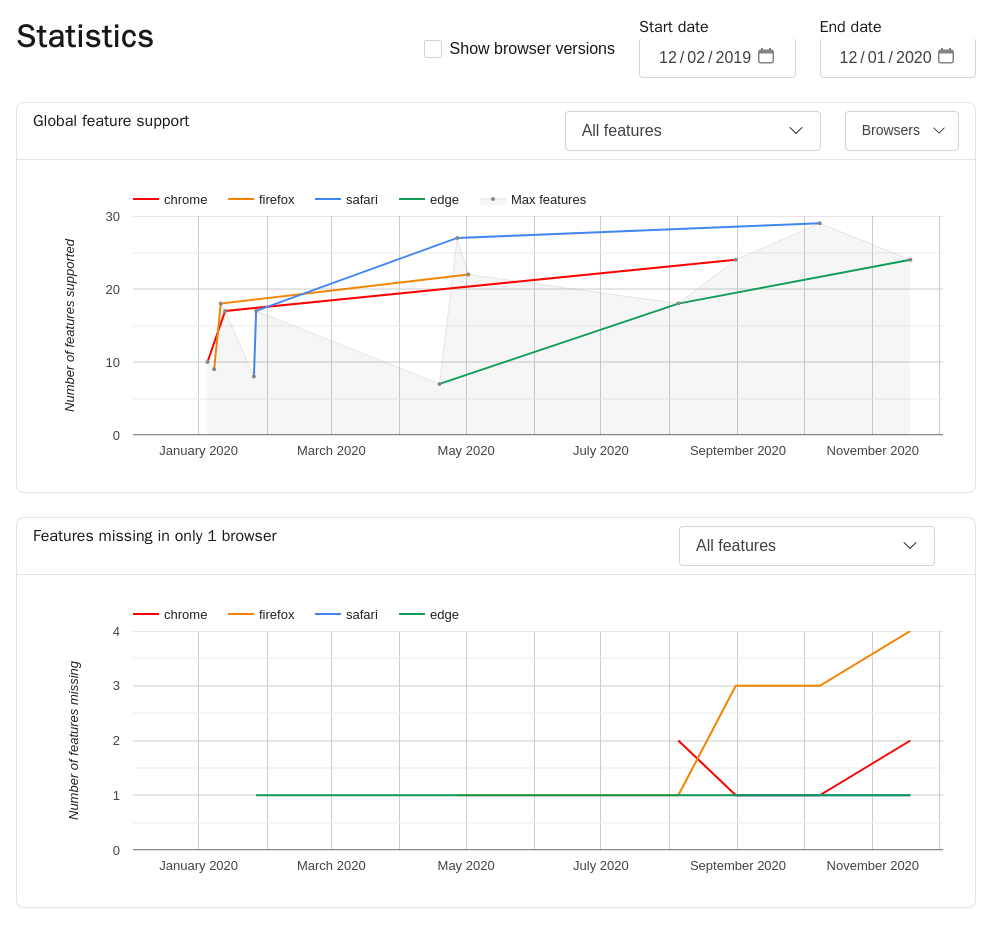 Statistics
Show browser versions
Start date
12/02/2019
End date
12/01/2020
Global feature support
All features
Browsers
chrome firefox safari edge Max features
Number of features supported
30
20
10
0
January 2020 March 2020 May 2020 July 2020 September 2020 November 2020
Features missing in only 1 browser
All features
chrome firefox safari edge
Number of features missing
4
3
2
1
0
January 2020 March 2020 May 2020 July 2020 September 2020 November 2020